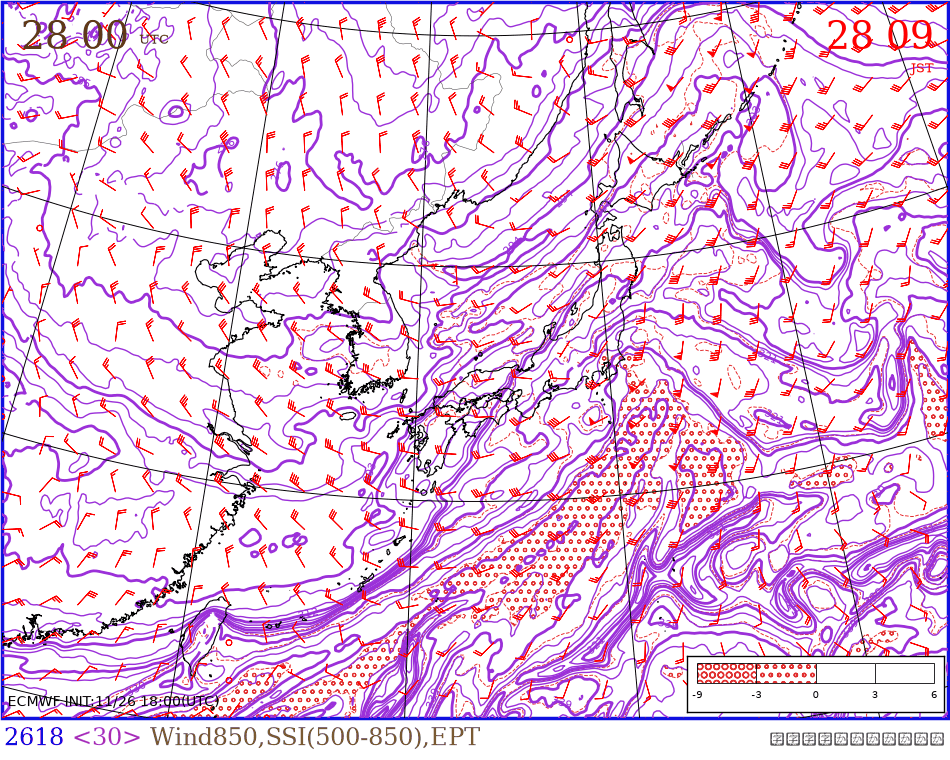 28 00 UTC
28 09
JST
ECMWF INIT:11/26 18:00(UTC)
-9 -3 0 3 6
2618 <30> Wind850,SSI(500-850),EPT